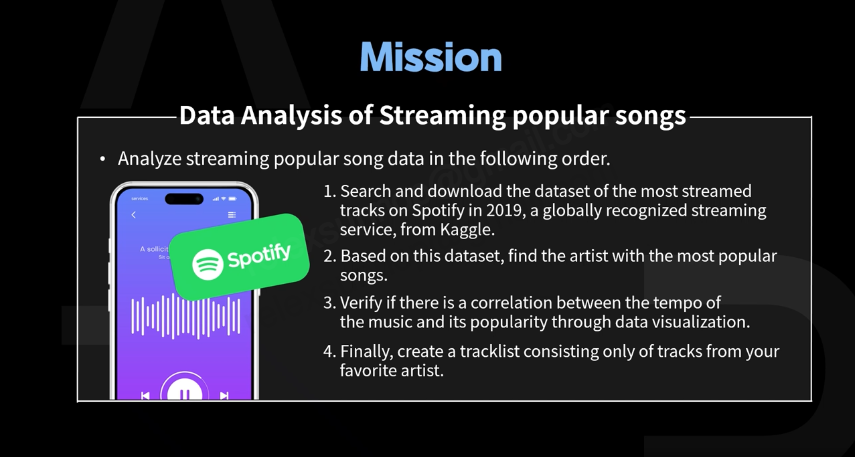 Mission
Data Analysis of Streaming popular songs
• Analyze streaming popular song data in the following order.
1. Search and download the dataset of the most streamed
tracks on Spotify in 2019, a globally recognized streaming
service, from Kaggle.
2. Based on this dataset, find the artist with the most popular
songs.
3. Verify if there is a correlation between the tempo of
the music and its popularity through data visualization.
4. Finally, create a tracklist consisting only of tracks from your
favorite artist.
A sollicit
Spotify